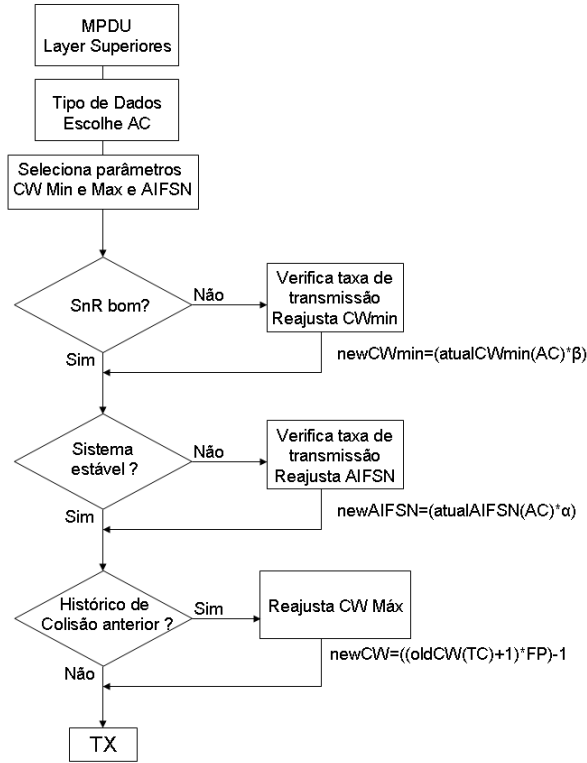 MPDU
Layer Superiores
Tipo de Dados
Escolhe AC
Seleciona parâmetros
CW Min e Max e AIFSN
SnR bom?
Não
Verifica taxa de
transmissão
Reajusta CWmin
Sim
newCWmin=(atualCWmin(AC)*β)
Sistema
estável ?
Não
Verifica taxa de
transmissão
Reajusta AIFSN
Sim
newAIFSN=(atualAIFSN(AC)*α)
Histórico de
Colisão anterior ?
Sim
Reajusta CW Máx
newCW=((oldCW(TC)+1)*FP)-1
Não
TX